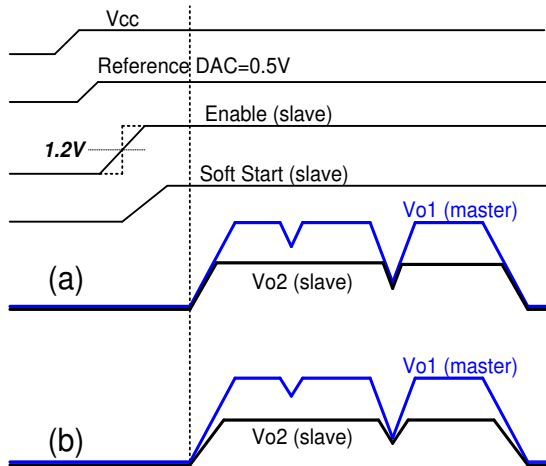 Vcc
Reference DAC=0.5V
Enable (slave)
1.2V
Soft Start (slave)
Vo1 (master)
(a)
Vo2 (slave)
Vo1 (master)
(b)
Vo2 (slave)